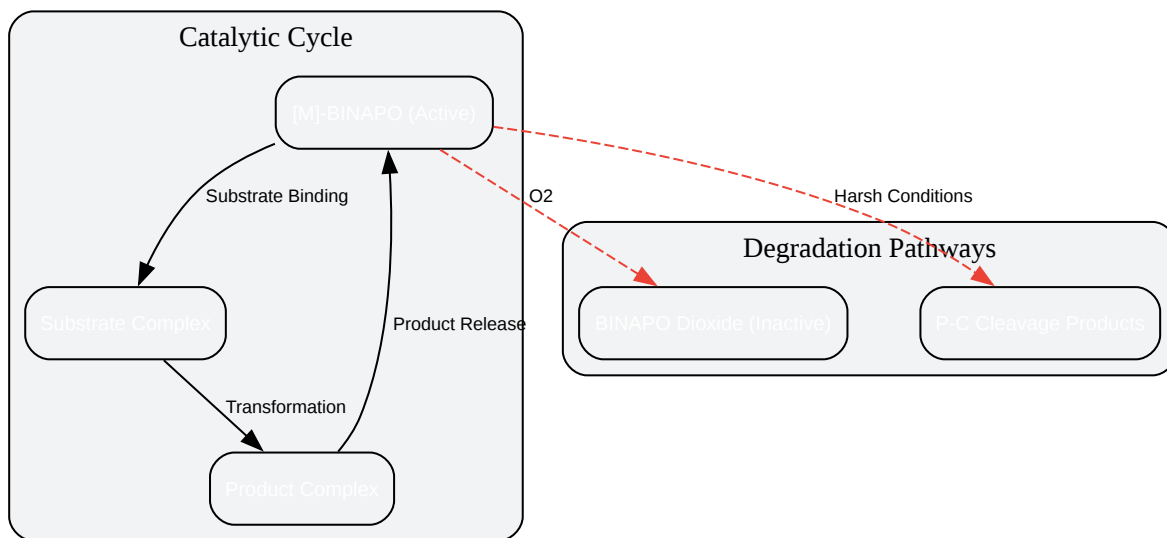 Catalytic Cycle
[M]-BINAPO (Active)
Substrate Binding
O2
Harsh Conditions
Degradation Pathways
Substrate Complex
Product Release
BINAPO Dioxide (Inactive)
P-C Cleavage Products
Transformation
Product Complex